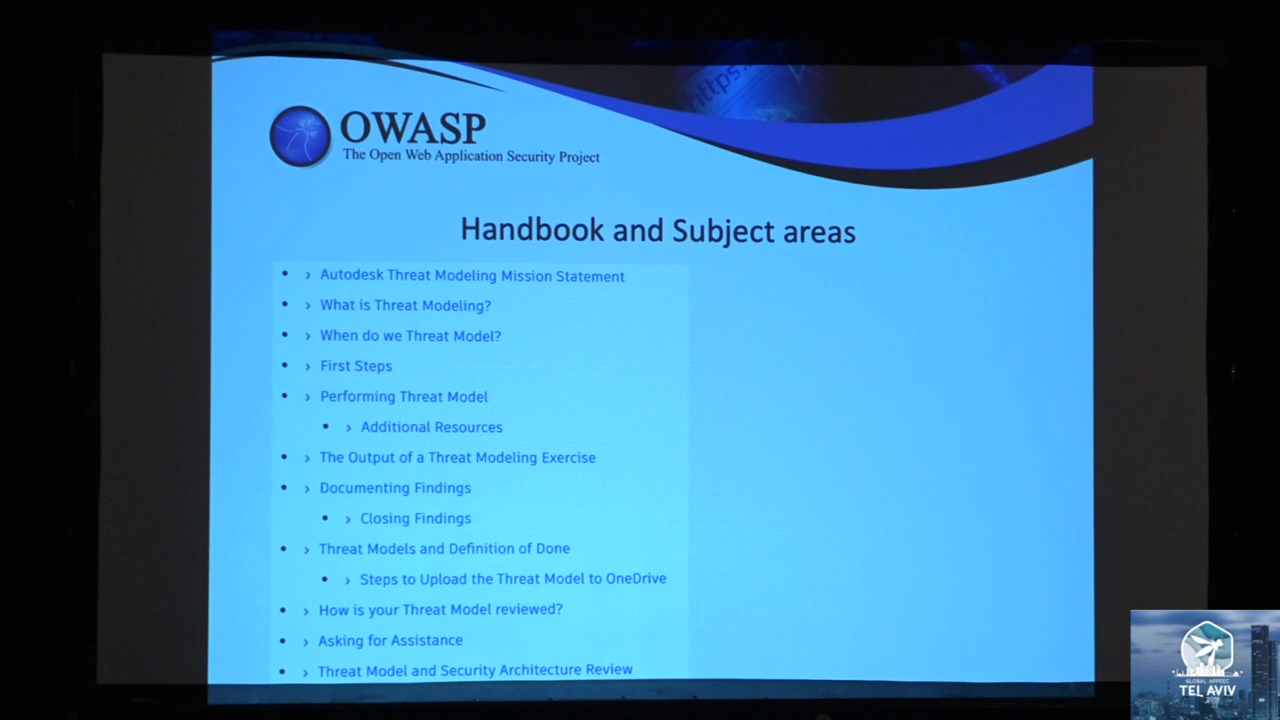 https:
OWASP
The Open Web Application Security Project
Handbook and Subject areas
• › Autodesk Threat Modeling Mission Statement
• › What is Threat Modeling?
• › When do we Threat Model?
• › First Steps
• › Performing Threat Model
• › Additional Resources
• › The Output of a Threat Modeling Exercise
• › Documenting Findings
• › Closing Findings
• › Threat Models and Definition of Done
• › Steps to Upload the Threat Model to OneDrive
• › How is your Threat Model reviewed?
• › Asking for Assistance
• › Threat Model and Security Architecture Review
GLOBAL APPSEC
TEL AVIV